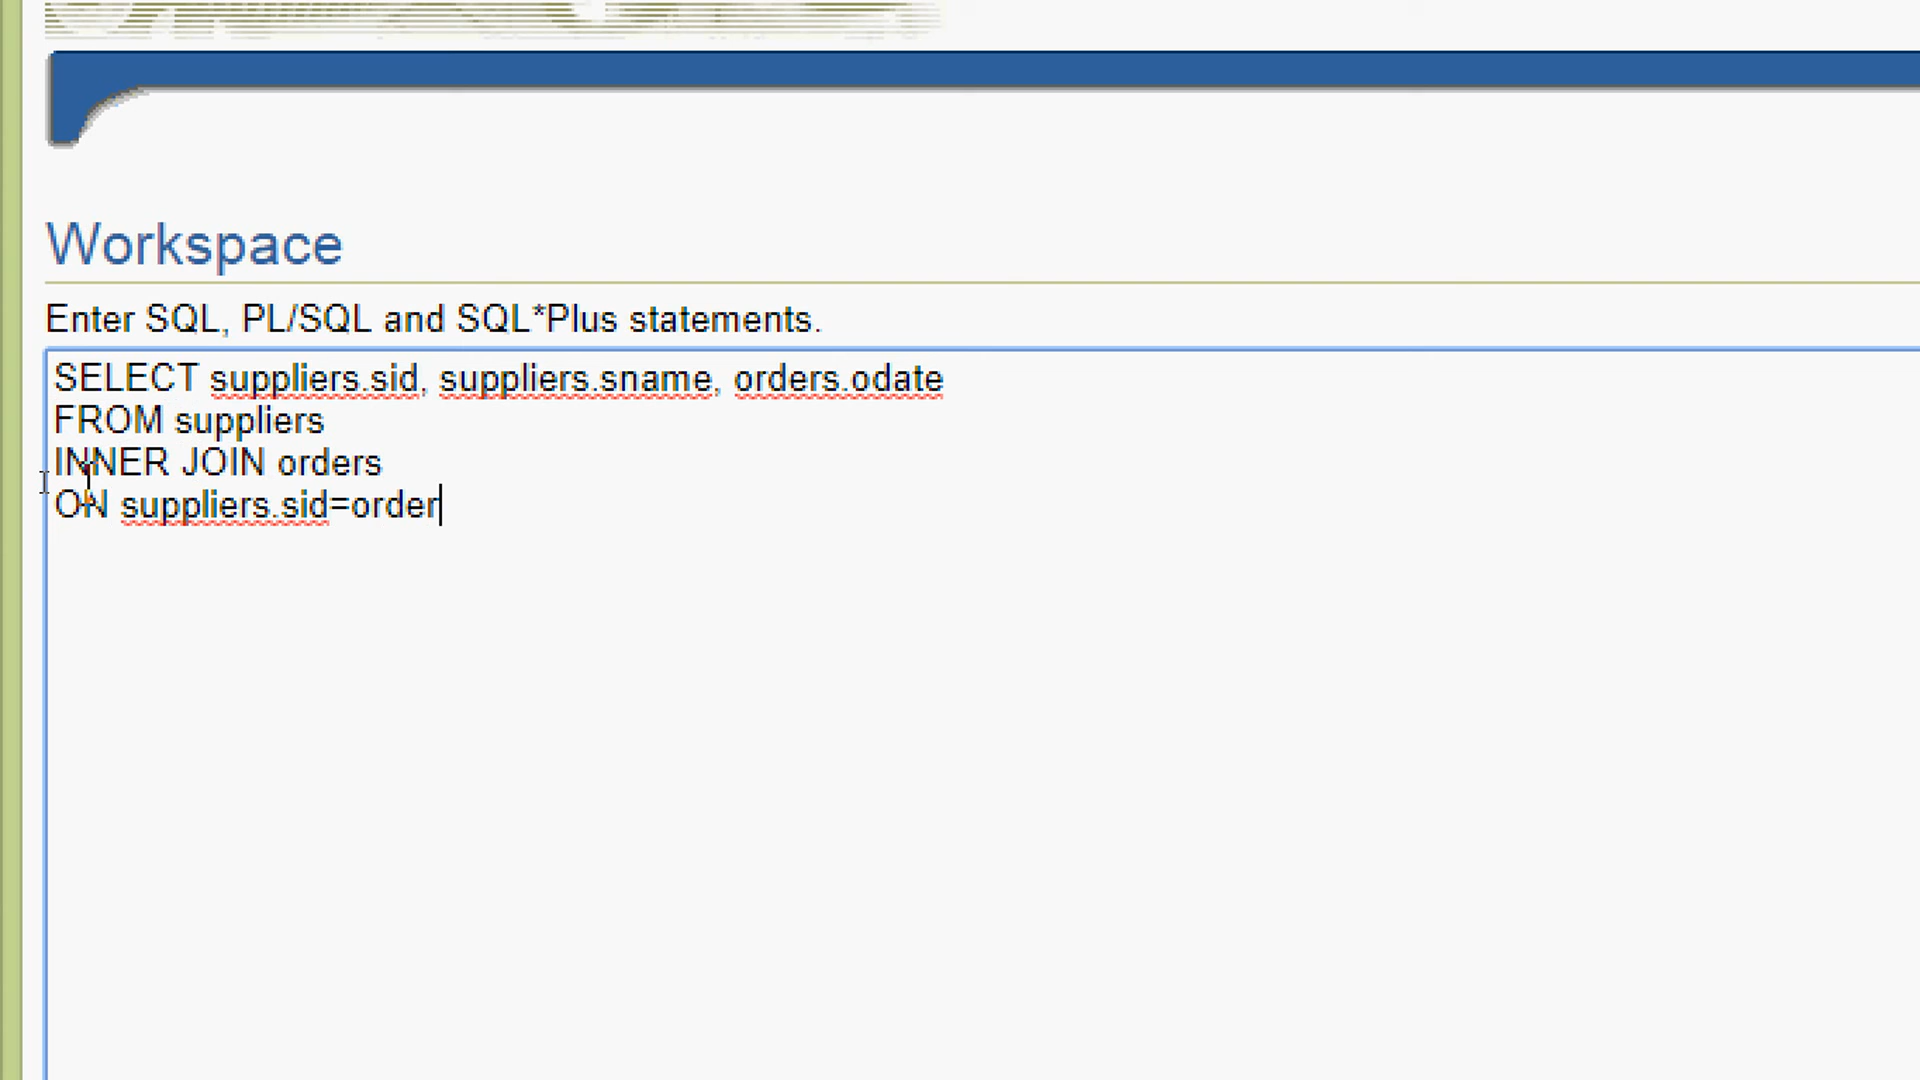 Workspace
Enter SQL, PL/SQL and SQL*Plus statements.
SELECT suppliers.sid, suppliers.sname, orders.odate
FROM suppliers
INNER JOIN orders
ON suppliers.sid=order